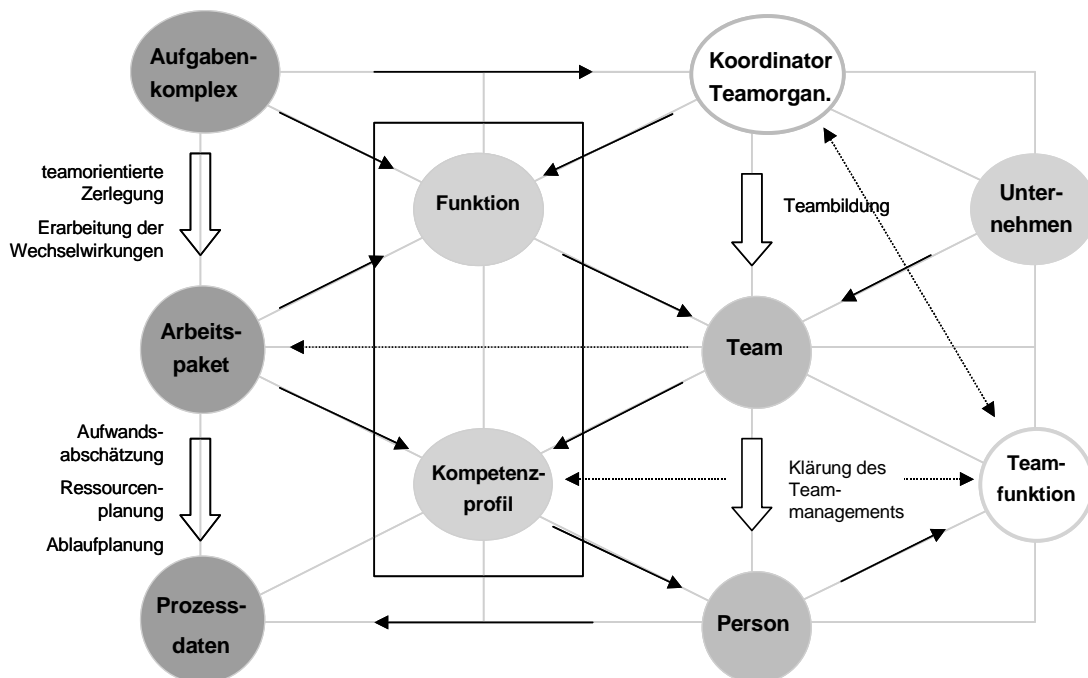 Aufgaben-
komplex
Koordinator
Teamorgan.
teamorientierte
Zerlegung
Erarbeitung der
Wechselwirkungen
Funktion
Teambildung
Unter-
nehmen
Arbeits-
paket
Team
Aufwands-
abschätzung
Ressourcen-
planung
Ablaufplanung
Kompetenz-
profil
Klärung des
Team-
managements
Team-
funktion
Prozess-
daten
Person